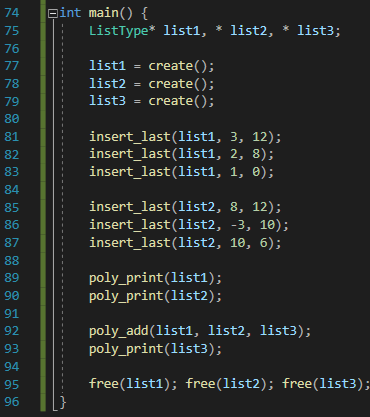 74 int main() {
75 ListType* list1, * list2, * list3;
76
77 list1 = create();
78 list2 = create();
79 list3 = create();
80
81 insert_last(list1, 3, 12);
82 insert_last(list1, 2, 8);
83 insert_last(list1, 1, 0);
84
85 insert_last(list2, 8, 12);
86 insert_last(list2, -3, 10);
87 insert_last(list2, 10, 6);
88
89 poly_print(list1);
90 poly_print(list2);
91
92 poly_add(list1, list2, list3);
93 poly_print(list3);
94
95 free(list1); free(list2); free(list3);
96 }